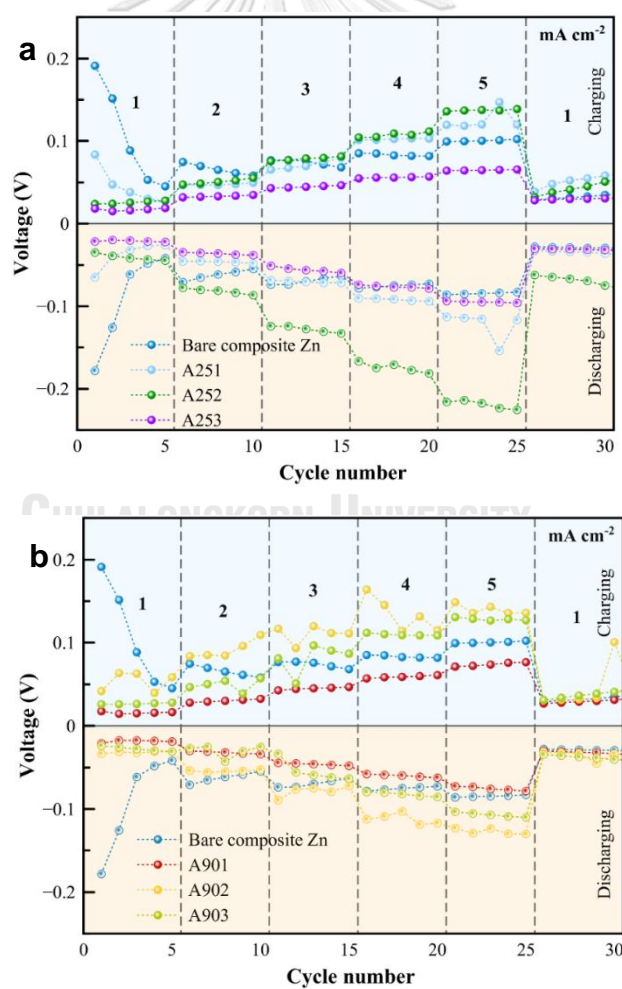 a
mA cm⁻²
0.2
0.1
0
−0.1
−0.2
Voltage (V)
1
2
3
4
5
1
Charging
Discharging
Bare composite Zn
A251
A252
A253
0
5
10
15
20
25
30
Cycle number
CHULALONGKORN UNIVERSITY
b
mA cm⁻²
0.2
0.1
0
−0.1
−0.2
Voltage (V)
1
2
3
4
5
1
Charging
Discharging
Bare composite Zn
A901
A902
A903
0
5
10
15
20
25
30
Cycle number